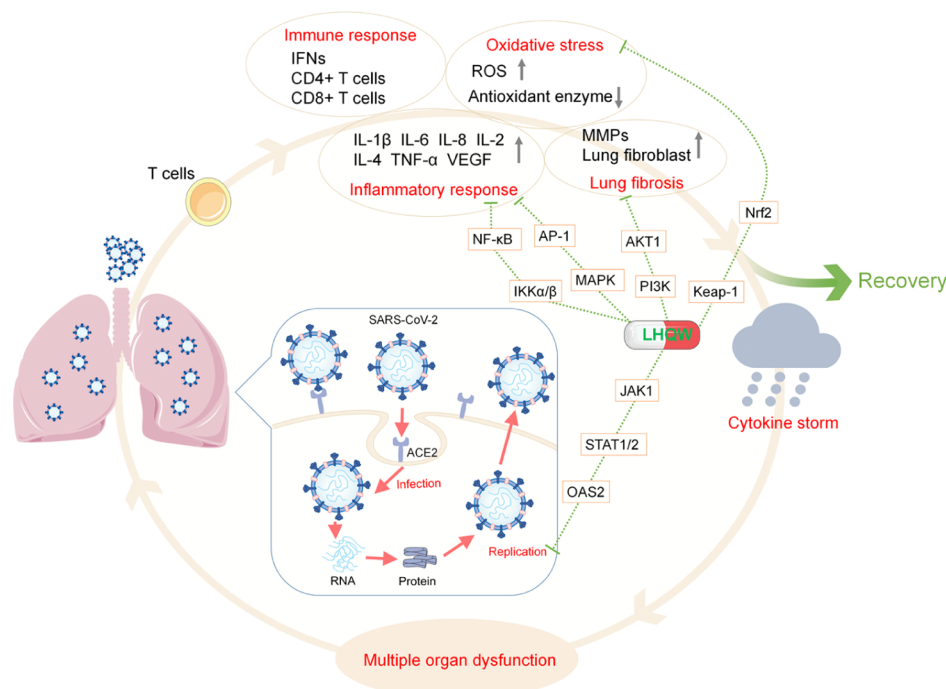 Immune response
IFNs
CD4+ T cells
CD8+ T cells
Oxidative stress
ROS
Antioxidant enzyme
IL-1β IL-6 IL-8 IL-2
IL-4 TNF-α VEGF
Inflammatory response
MMPs
Lung fibroblast
Lung fibrosis
T cells
Nrf2
NF-κB
AP-1
AKT1
IKKα/β
MAPK
PI3K
Keap-1
Recovery
LHQW
SARS-CoV-2
JAK1
Cytokine storm
STAT1/2
ACE2
Infection
OAS2
Replication
RNA
Protein
Multiple organ dysfunction